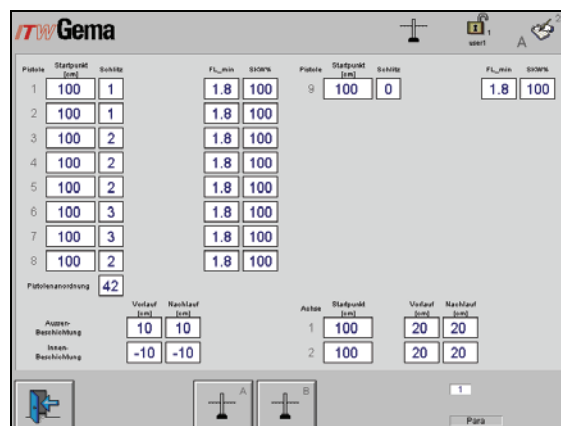 ITW Gema
1
user1
A
2
Pistole Startpunkt [cm] Schlitz FL_min SKW% Pistole Startpunkt [cm] Schlitz FL_min SKW%
1 100 1 1.8 100 9 100 0 1.8 100
2 100 1 1.8 100
3 100 2 1.8 100
4 100 2 1.8 100
5 100 2 1.8 100
6 100 3 1.8 100
7 100 3 1.8 100
8 100 2 1.8 100
Pistolenanordnung 42
Vorlauf [cm] Nachlauf [cm] Achse Startpunkt [cm] Vorlauf [cm] Nachlauf [cm]
Aussen-Beschichtung 10 10 1 100 20 20
Innen-Beschichtung -10 -10 2 100 20 20
A B 1
Para